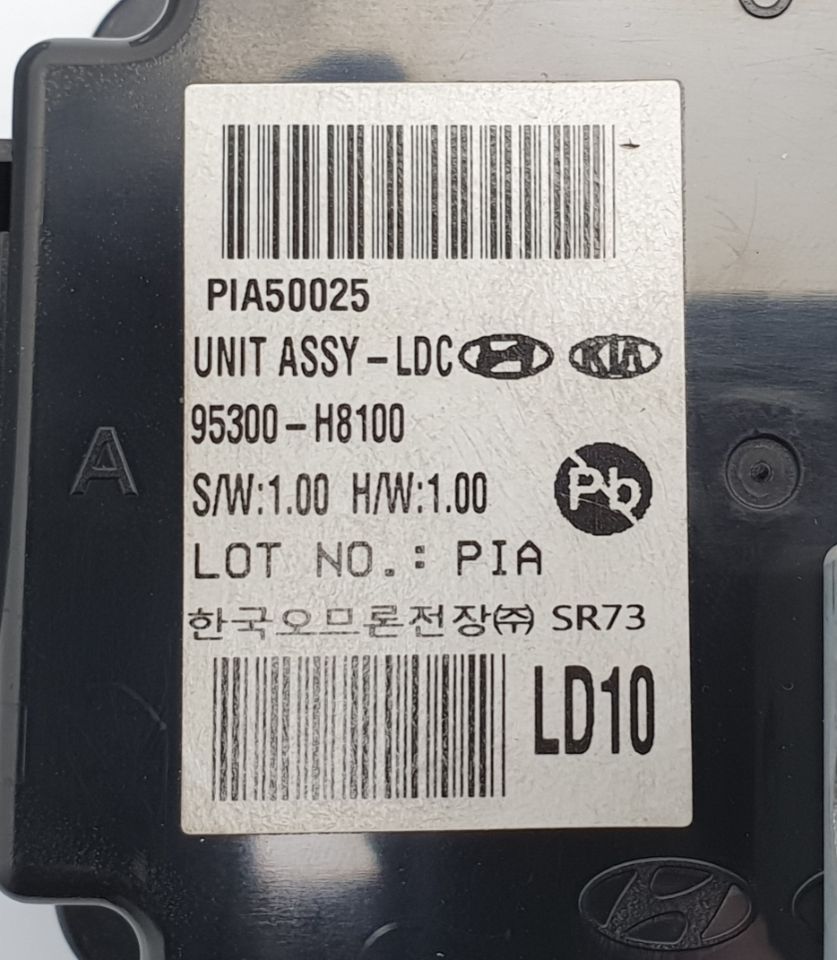 PIA50025
UNIT ASSY-LDC KIA
95300-H8100
A
S/W:1.00 H/W:1.00 Pb
LOT NO.: PIA
한국오므론전장㈜ SR73
LD10